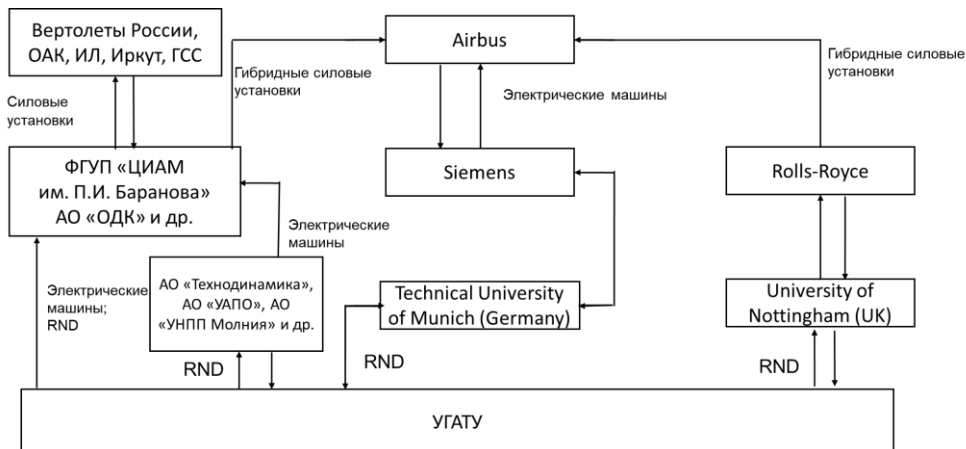 Вертолеты России,
ОАК, ИЛ, Иркут, ГСС
Airbus
Гибридные силовые
установки
Гибридные силовые
установки
Силовые
установки
Электрические машины
ФГУП «ЦИАМ
им. П.И. Баранова»
АО «ОДК» и др.
Siemens
Rolls-Royce
Электрические
машины
Электрические
машины;
RND
АО «Технодинамика»,
АО «УАПО», АО
«УНПП Молния» и др.
Technical University
of Munich (Germany)
University of
Nottingham (UK)
RND
RND
RND
УГАТУ